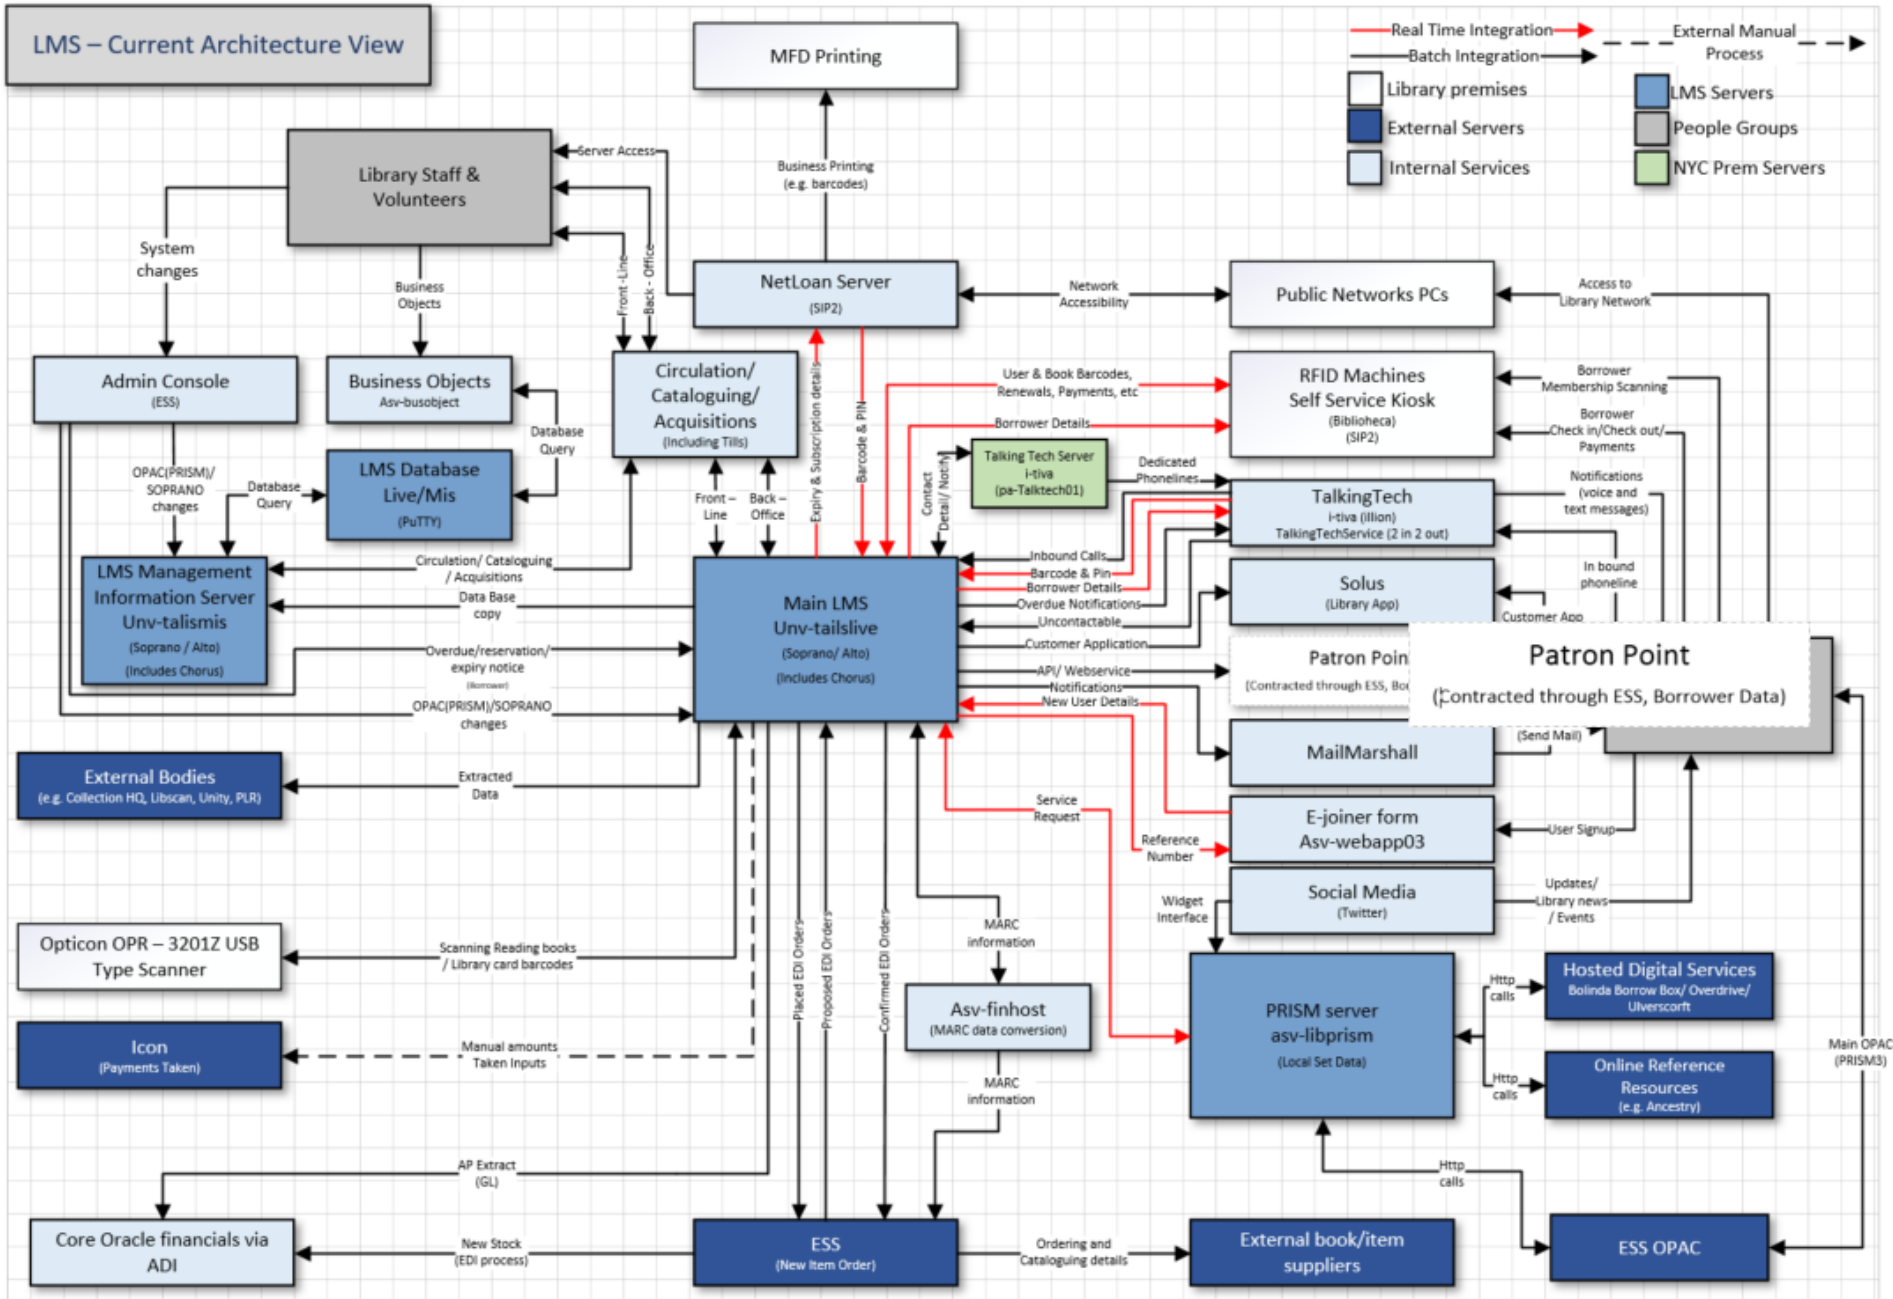 LMS – Current Architecture View
MFD Printing
Real Time Integration
Batch Integration
External Manual
Process
Library premises
LMS Servers
External Servers
People Groups
Internal Services
NYC Prem Servers
Library Staff &
Volunteers
Server Access
Business Printing
(e.g. barcodes)
System
changes
Business
Objects
Front -Line
Back - Office
NetLoan Server
(SIP2)
Network
Accessibility
Public Networks PCs
Access to
Library Network
Admin Console
(ESS)
Business Objects
Asv-busobject
Circulation/
Cataloguing/
Acquisitions
(Including Tills)
Expiry & Subscription details
Barcode & PIN
User & Book Barcodes,
Renewals, Payments, etc
Borrower Details
RFID Machines
Self Service Kiosk
(Bibliotheca)
(SIP2)
Borrower
Membership Scanning
Borrower
Check in/Check out/
Payments
Database
Query
LMS Database
Live/Mis
(PuTTY)
OPAC(PRISM)/
SOPRANO
changes
Database
Query
Front –
Line
Back –
Office
Contact
Detail/ Notify
Talking Tech Server
i-tiva
(pa-Talktech01)
Dedicated
Phonelines
TalkingTech
i-tiva (illion)
TalkingTechService (2 in 2 out)
Notifications
(voice and
text messages)
In bound
phoneline
LMS Management
Information Server
Unv-talismis
(Soprano / Alto)
(Includes Chorus)
Circulation/ Cataloguing
/ Acquisitions
Data Base
copy
Overdue/reservation/
expiry notice
(Borrower)
OPAC(PRISM)/SOPRANO
changes
Main LMS
Unv-tailslive
(Soprano/ Alto)
(Includes Chorus)
Inbound Calls
Barcode & Pin
Borrower Details
Overdue Notifications
Uncontactable
Customer Application
API/ Webservice
Notifications
New User Details
Solus
(Library App)
Customer App
Patron Poin
(Contracted through ESS, Bo
Patron Point
(Contracted through ESS, Borrower Data)
MailMarshall
(Send Mail)
External Bodies
(e.g. Collection HQ, Libscan, Unity, PLR)
Extracted
Data
Service
Request
Reference
Number
E-joiner form
Asv-webapp03
User Signup
Social Media
(Twitter)
Updates/
Library news
/ Events
Widget
Interface
Opticon OPR – 3201Z USB
Type Scanner
Scanning Reading books
/ Library card barcodes
Placed EDI Orders
Proposed EDI Orders
Confirmed EDI Orders
MARC
information
Asv-finhost
(MARC data conversion)
MARC
information
PRISM server
asv-libprism
(Local Set Data)
Http
calls
Hosted Digital Services
Bolinda Borrow Box/ Overdrive/
Ulverscorft
Http
calls
Online Reference
Resources
(e.g. Ancestry)
Main OPAC
(PRISM3)
Icon
(Payments Taken)
Manual amounts
Taken Inputs
AP Extract
(GL)
Http
calls
Core Oracle financials via
ADI
New Stock
(EDI process)
ESS
(New Item Order)
Ordering and
Cataloguing details
External book/item
suppliers
ESS OPAC